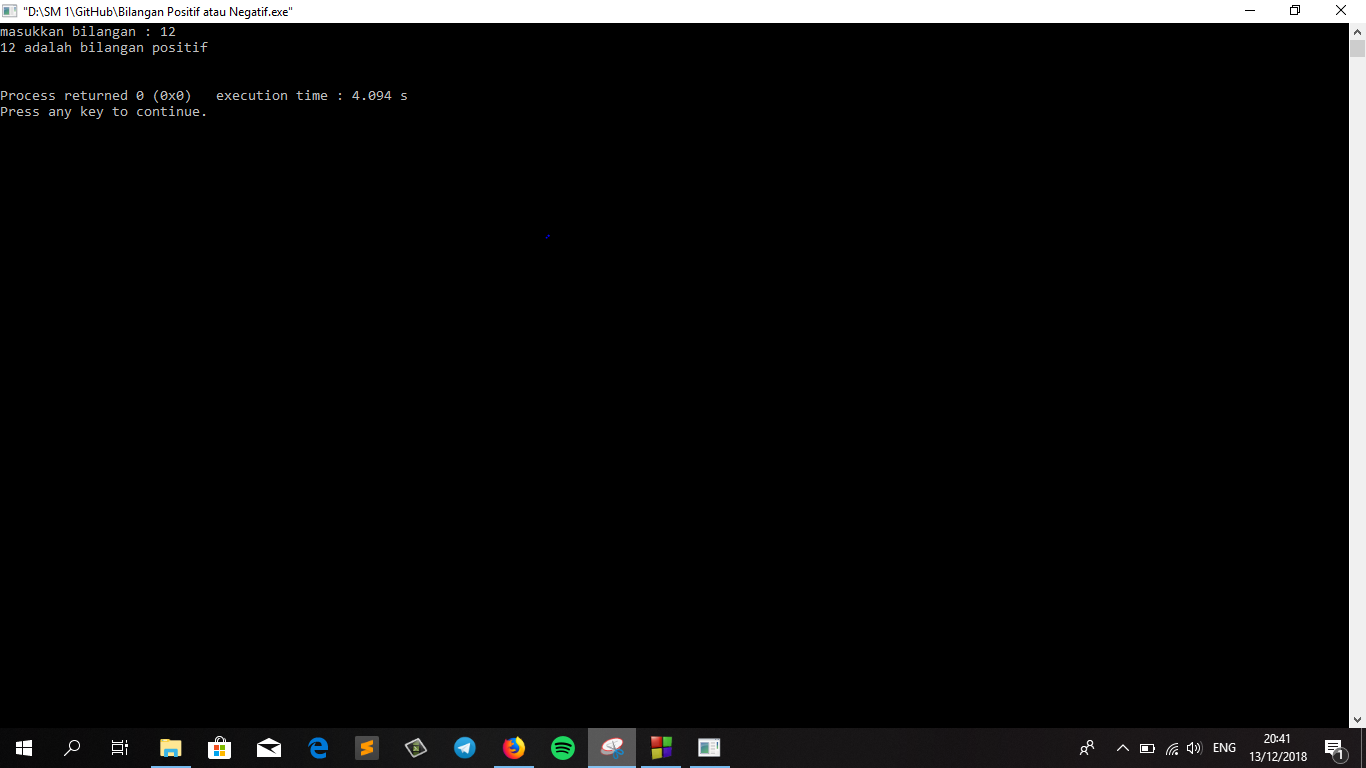 "D:\SM 1\GitHub\Bilangan Positif atau Negatif.exe"
masukkan bilangan : 12
12 adalah bilangan positif
Process returned 0 (0x0)   execution time : 4.094 s
Press any key to continue.
ENG
20:41
13/12/2018
1